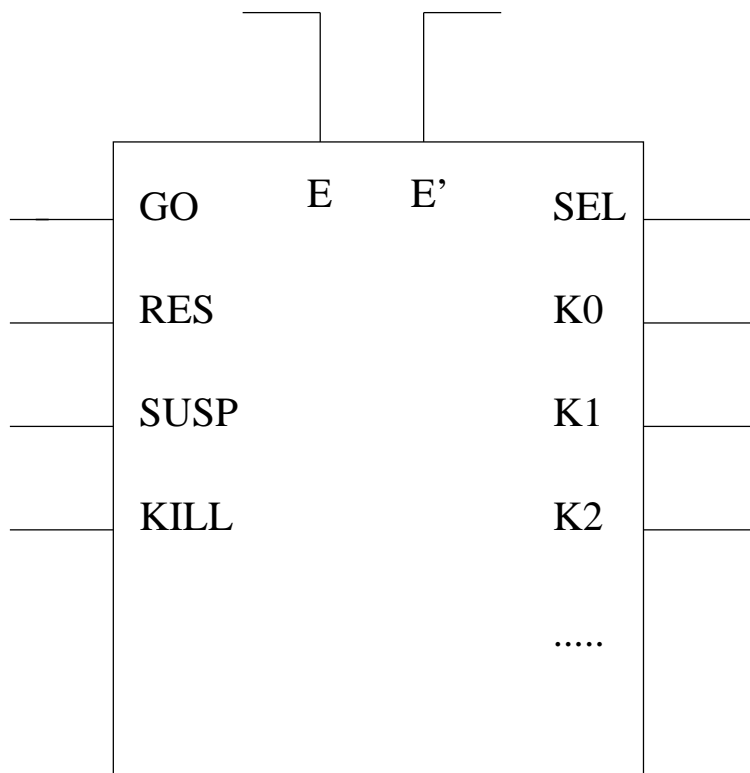 E E’
GO SEL
RES K0
SUSP K1
KILL K2
.....